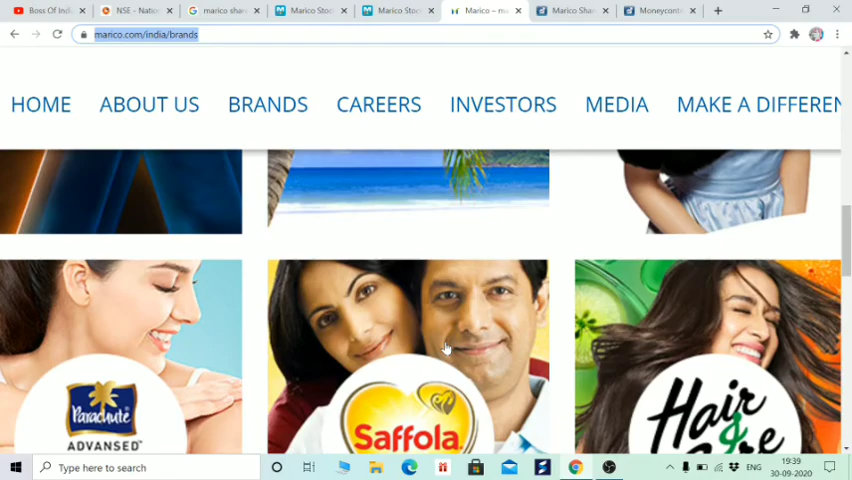 Boss Of Indi
NSE - Nation
marico share
Marico Stoc
Marico Stoc
Marico – ma
Marico Shar
Moneycontr
marico.com/india/brands
HOME ABOUT US BRANDS CAREERS INVESTORS MEDIA MAKE A DIFFEREN
Parachute
ADVANSED™
Saffola
Hair
&
Care
Type here to search
ENG
19:39
30-09-2020